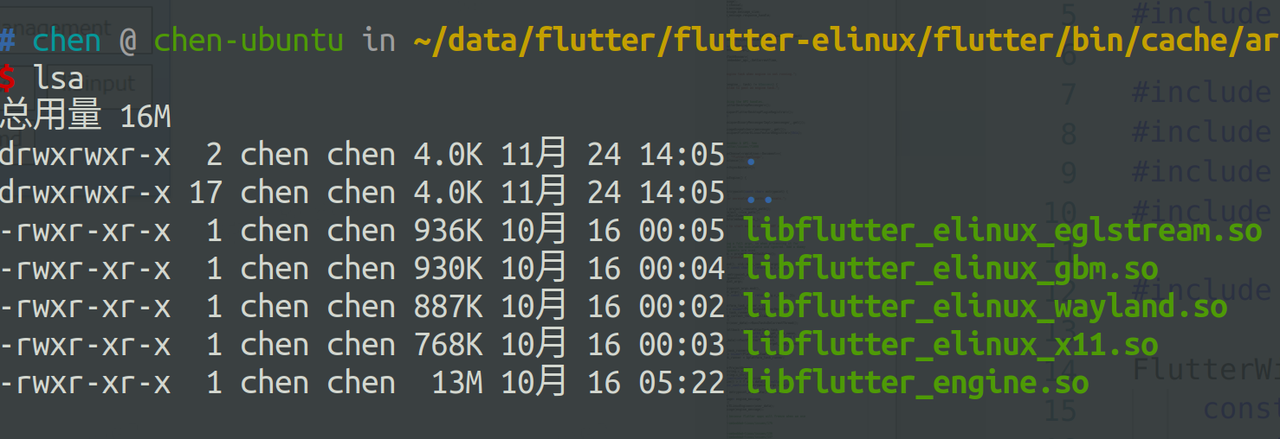 # chen @ chen-ubuntu in ~/data/flutter/flutter-elinux/flutter/bin/cache/ar
$ lsa
总用量 16M
drwxrwxr-x  2 chen chen 4.0K 11月 24 14:05 .
drwxrwxr-x 17 chen chen 4.0K 11月 24 14:05 ..
-rwxr-xr-x  1 chen chen 936K 10月 16 00:05 libflutter_elinux_eglstream.so
-rwxr-xr-x  1 chen chen 930K 10月 16 00:04 libflutter_elinux_gbm.so
-rwxr-xr-x  1 chen chen 887K 10月 16 00:02 libflutter_elinux_wayland.so
-rwxr-xr-x  1 chen chen 768K 10月 16 00:03 libflutter_elinux_x11.so
-rwxr-xr-x  1 chen chen  13M 10月 16 05:22 libflutter_engine.so
input
5 #include
6
7 #include
8 #include
9 #include
10 #include
#include
13
14 FlutterWi
15 const